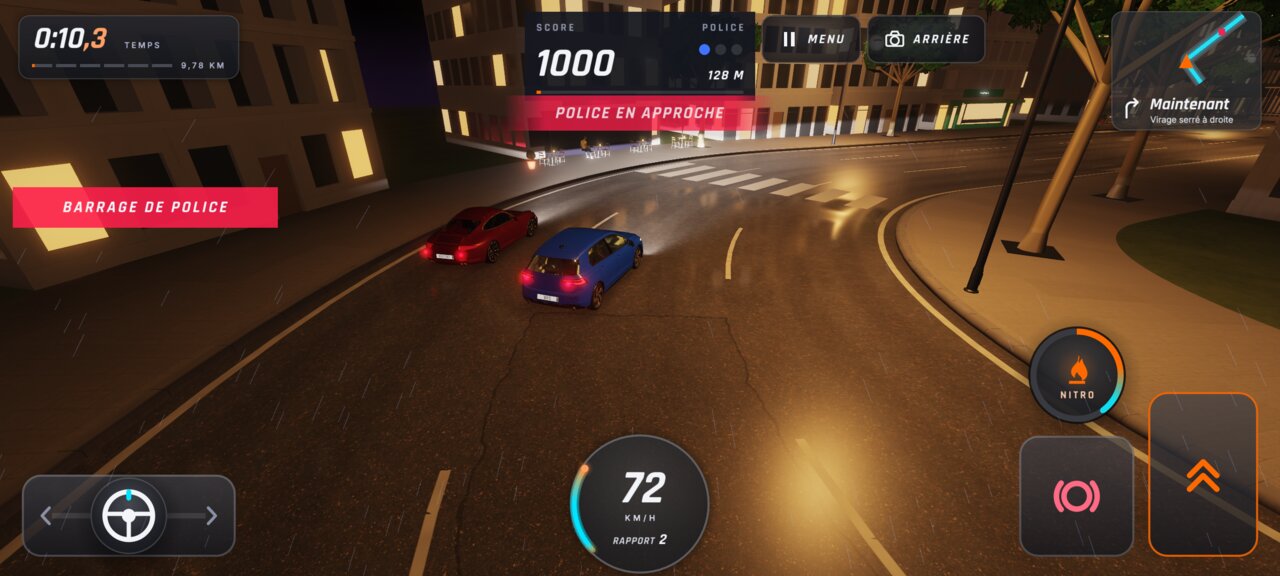 0:10,3 TEMPS
9,78 KM
SCORE
POLICE
1000
128 M
POLICE EN APPROCHE
MENU
ARRIÈRE
Maintenant
Virage serré à droite
BARRAGE DE POLICE
NITRO
72
KM/H
RAPPORT 2